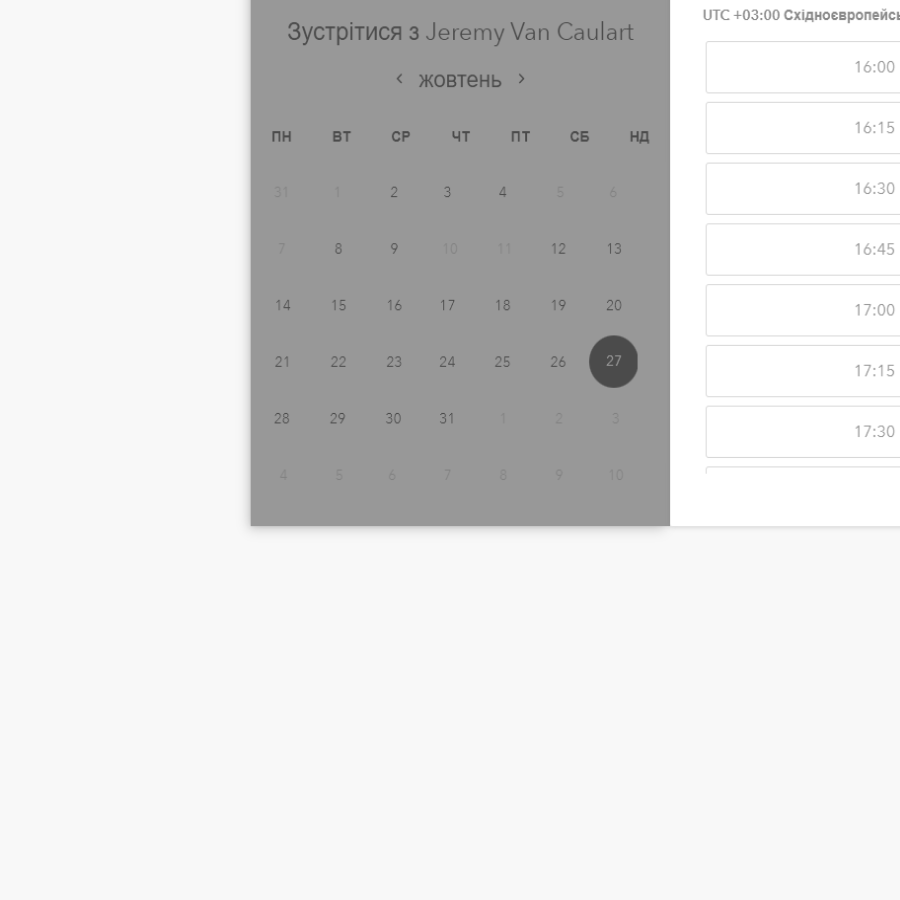 Зустрітися з Jeremy Van Caulart
‹ жовтень ›
ПН ВТ СР ЧТ ПТ СБ НД
31 1 2 3 4 5 6
7 8 9 10 11 12 13
14 15 16 17 18 19 20
21 22 23 24 25 26 27
28 29 30 31 1 2 3
4 5 6 7 8 9 10
UTC +03:00
16:00
16:15
16:30
16:45
17:00
17:15
17:30